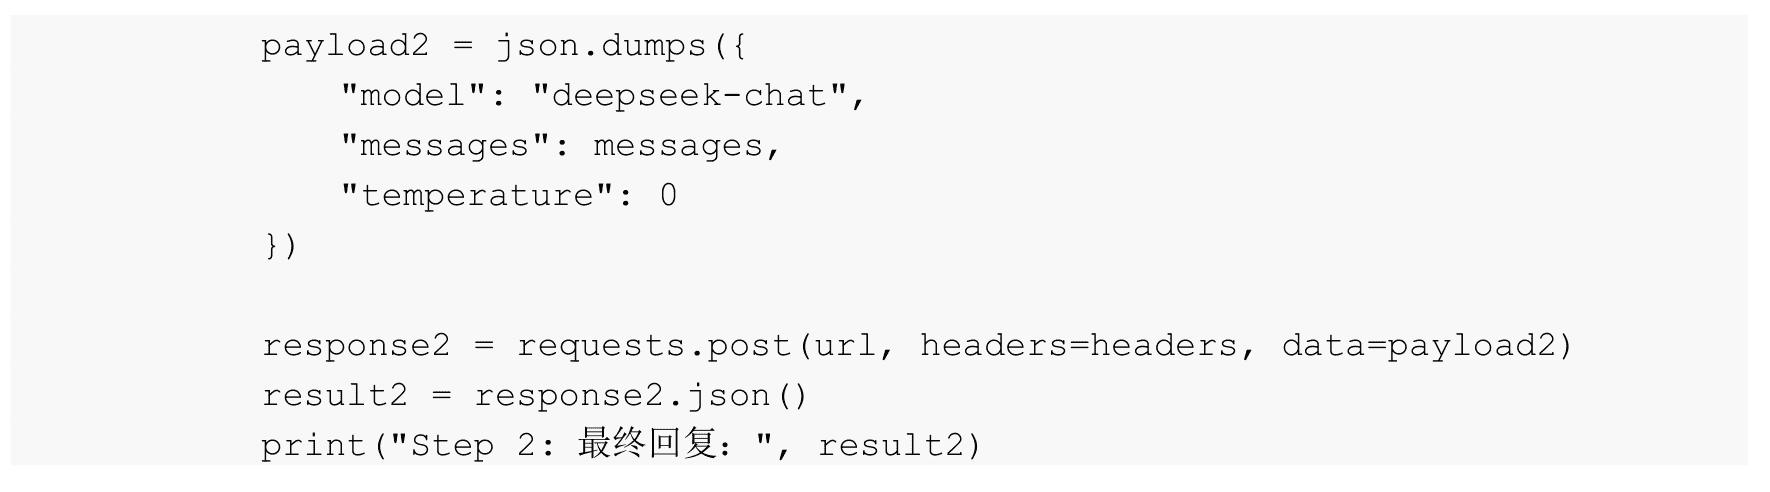 payload2 = json.dumps({
    "model": "deepseek-chat",
    "messages": messages,
    "temperature": 0
})

response2 = requests.post(url, headers=headers, data=payload2)
result2 = response2.json()
print("Step 2: 最终回复：", result2)